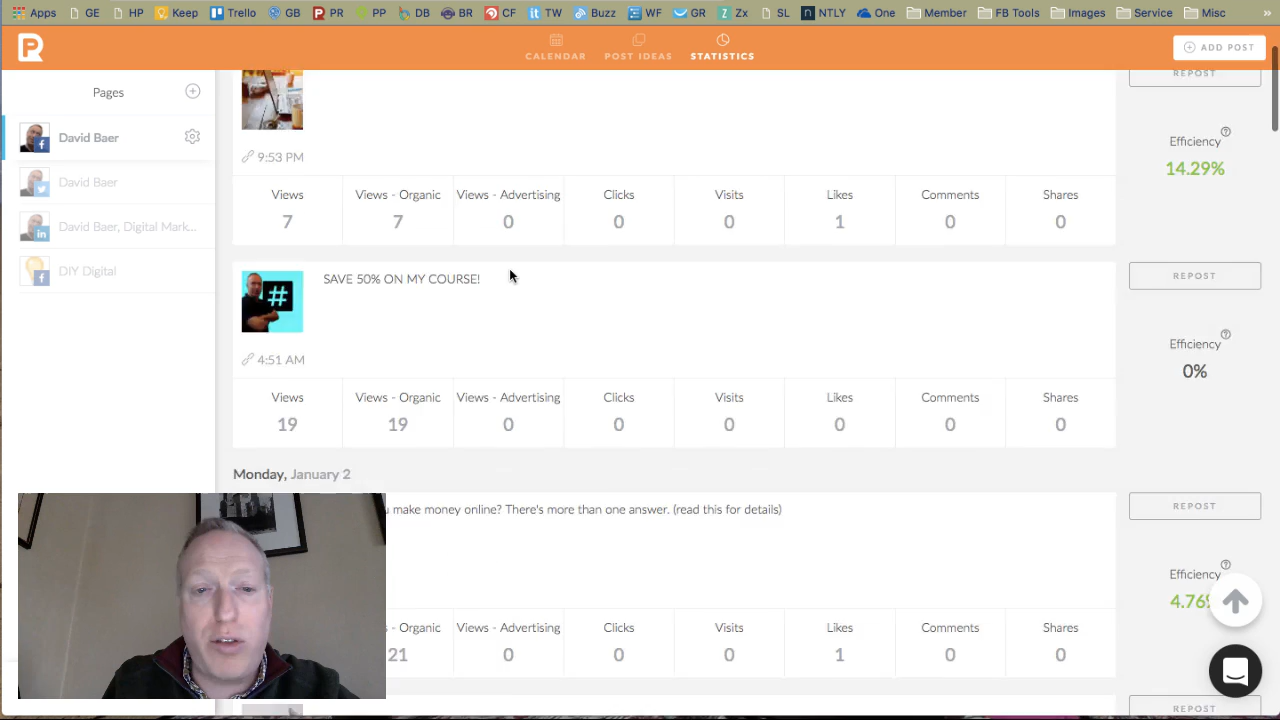 Apps GE HP Keep Trello GB PR PP DB BR CF TW Buzz WF GR Zx SL NTLY One Member FB Tools Images Service Misc »
CALENDAR POST IDEAS STATISTICS ADD POST
Pages
David Baer
David Baer
David Baer, Digital Mark...
DIY Digital
REPOST
9:53 PM
Efficiency
14.29%
Views Views - Organic Views - Advertising Clicks Visits Likes Comments Shares
7 7 0 0 0 1 0 0
SAVE 50% ON MY COURSE!
#
4:51 AM
REPOST
Efficiency
0%
Views Views - Organic Views - Advertising Clicks Visits Likes Comments Shares
19 19 0 0 0 0 0 0
Monday, January 2
make money online? There's more than one answer. (read this for details)
REPOST
Efficiency
4.76%
- Organic Views - Advertising Clicks Visits Likes Comments Shares
21 0 0 0 1 0 0
REPOST